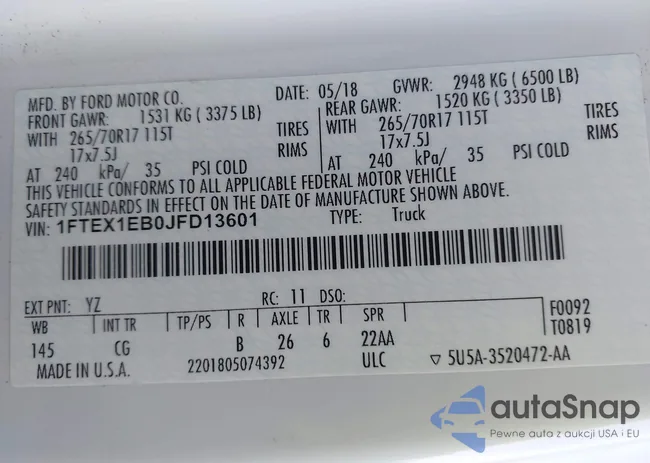 MFD. BY FORD MOTOR CO. DATE: 05/18 GVWR: 2948 KG ( 6500 LB)
FRONT GAWR: 1531 KG ( 3375 LB) REAR GAWR: 1520 KG ( 3350 LB)
WITH 265/70R17 115T TIRES WITH 265/70R17 115T TIRES
17x7.5J RIMS 17x7.5J RIMS
AT 240 kPa/ 35 PSI COLD AT 240 kPa/ 35 PSI COLD
THIS VEHICLE CONFORMS TO ALL APPLICABLE FEDERAL MOTOR VEHICLE
SAFETY STANDARDS IN EFFECT ON THE DATE OF MANUFACTURE SHOWN ABOVE.
VIN: 1FTEX1EB0JFD13601 TYPE: Truck
EXT PNT: YZ RC: 11 DSO:
WB INT TR TP/PS R AXLE TR SPR F0092
145 CG B 26 6 22AA T0819
MADE IN U.S.A. 2201805074392 ULC ▽ 5U5A-3520472-AA
autaSnap
Pewne auta z aukcji USA i EU